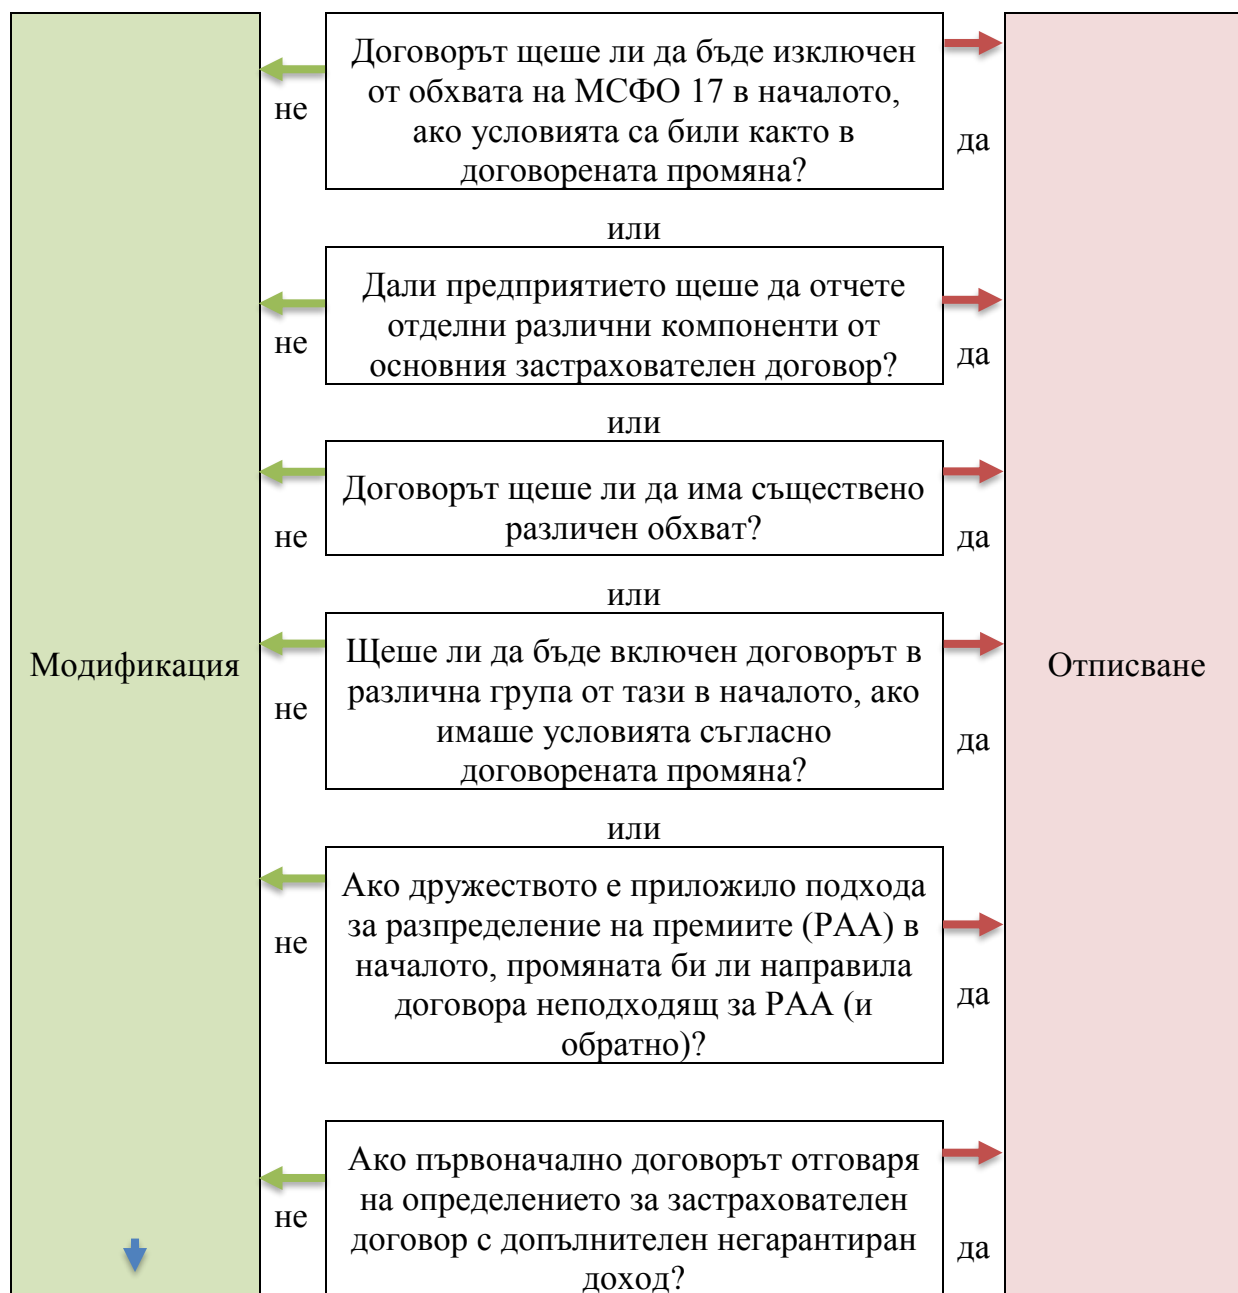 Договорът щеше ли да бъде изключен
от обхвата на МСФО 17 в началото,
ако условията са били както в
договорената промяна?
не
да
или
Дали предприятието щеше да отчете
отделни различни компоненти от
основния застрахователен договор?
не
да
или
Договорът щеше ли да има съществено
различен обхват?
не
да
или
Щеше ли да бъде включен договорът в
различна група от тази в началото, ако
имаше условията съгласно
договорената промяна?
не
да
Модификация
Отписване
или
Ако дружеството е приложило подхода
за разпределение на премиите (PAA) в
началото, промяната би ли направила
договора неподходящ за PAA (и
обратно)?
не
да
Ако първоначално договорът отговаря
на определението за застрахователен
договор с допълнителен негарантиран
доход?
не
да